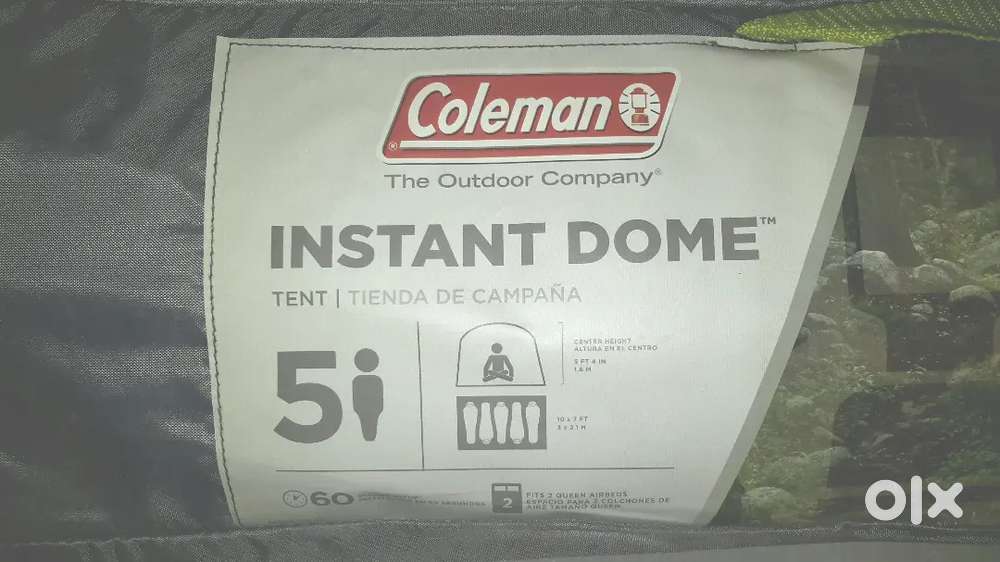 Coleman
®
The Outdoor Company®
INSTANT DOME™
TENT | TIENDA DE CAMPAÑA
5
CENTER HEIGHT
ALTURA EN EL CENTRO
5 FT 4 IN
1.6 M
10 x 7 FT
3 x 2.1 M
60
SEGUNDOS
2
FITS 2 QUEEN AIRBEDS
ESPACIO PARA 2 COLCHONES DE
AIRE TAMAÑO QUEEN
olx